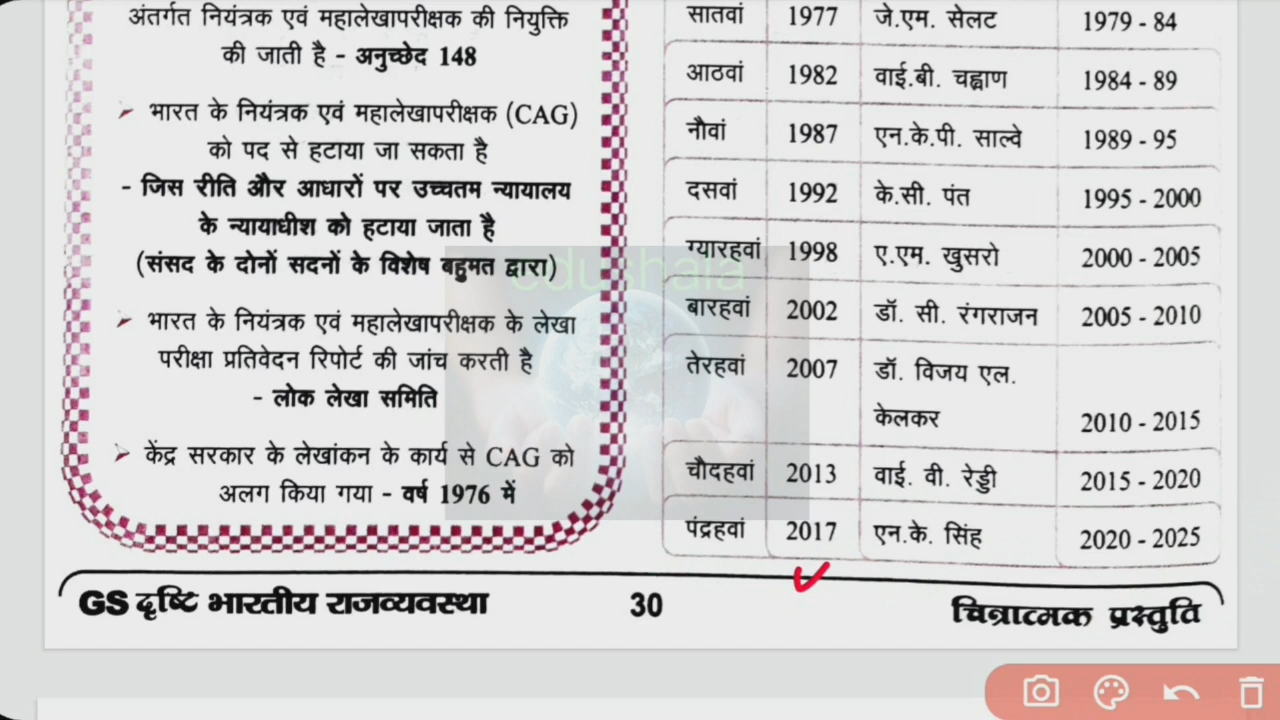 अंतर्गत नियंत्रक एवं महालेखापरीक्षक की नियुक्ति
की जाती है - अनुच्छेद 148
भारत के नियंत्रक एवं महालेखापरीक्षक (CAG)
को पद से हटाया जा सकता है
- जिस रीति और आधारों पर उच्चतम न्यायालय
के न्यायाधीश को हटाया जाता है
(संसद के दोनों सदनों के विशेष बहुमत द्वारा)
भारत के नियंत्रक एवं महालेखापरीक्षक के लेखा
परीक्षा प्रतिवेदन रिपोर्ट की जांच करती है
- लोक लेखा समिति
केंद्र सरकार के लेखांकन के कार्य से CAG को
अलग किया गया - वर्ष 1976 में
सातवां 1977 जे.एम. सेलट 1979 - 84
आठवां 1982 वाई.बी. चह्वाण 1984 - 89
नौवां 1987 एन.के.पी. साल्वे 1989 - 95
दसवां 1992 के.सी. पंत 1995 - 2000
ग्यारहवां 1998 ए.एम. खुसरो 2000 - 2005
बारहवां 2002 डॉ. सी. रंगराजन 2005 - 2010
तेरहवां 2007 डॉ. विजय एल.
केलकर 2010 - 2015
चौदहवां 2013 वाई. वी. रेड्डी 2015 - 2020
पंद्रहवां 2017 एन.के. सिंह 2020 - 2025
edushala
GS दृष्टि भारतीय राजव्यवस्था 30 चित्रात्मक प्रस्तुति